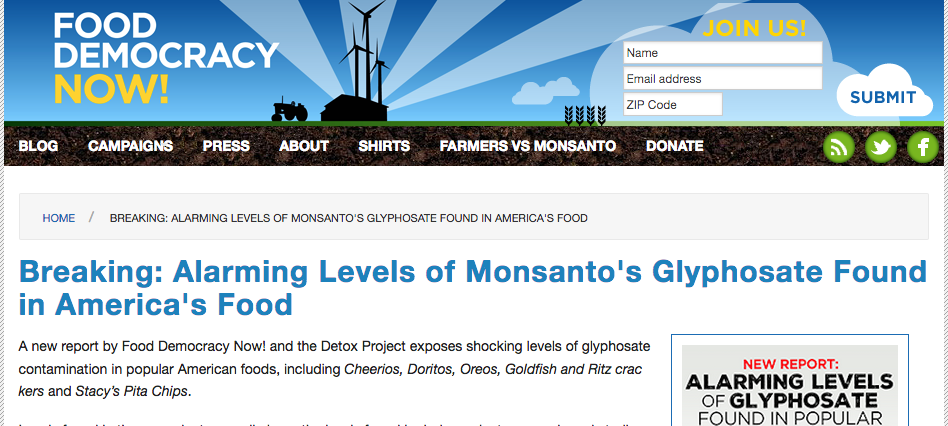 FOOD
DEMOCRACY
NOW!
JOIN US!
Name
Email address
ZIP Code
SUBMIT
BLOG CAMPAIGNS PRESS ABOUT SHIRTS FARMERS VS MONSANTO DONATE
HOME / BREAKING: ALARMING LEVELS OF MONSANTO'S GLYPHOSATE FOUND IN AMERICA'S FOOD
Breaking: Alarming Levels of Monsanto's Glyphosate Found
in America's Food
A new report by Food Democracy Now! and the Detox Project exposes shocking levels of glyphosate
contamination in popular American foods, including Cheerios, Doritos, Oreos, Goldfish and Ritz crac
kers and Stacy’s Pita Chips.
NEW REPORT:
ALARMING LEVELS
OF GLYPHOSATE
FOUND IN POPULAR